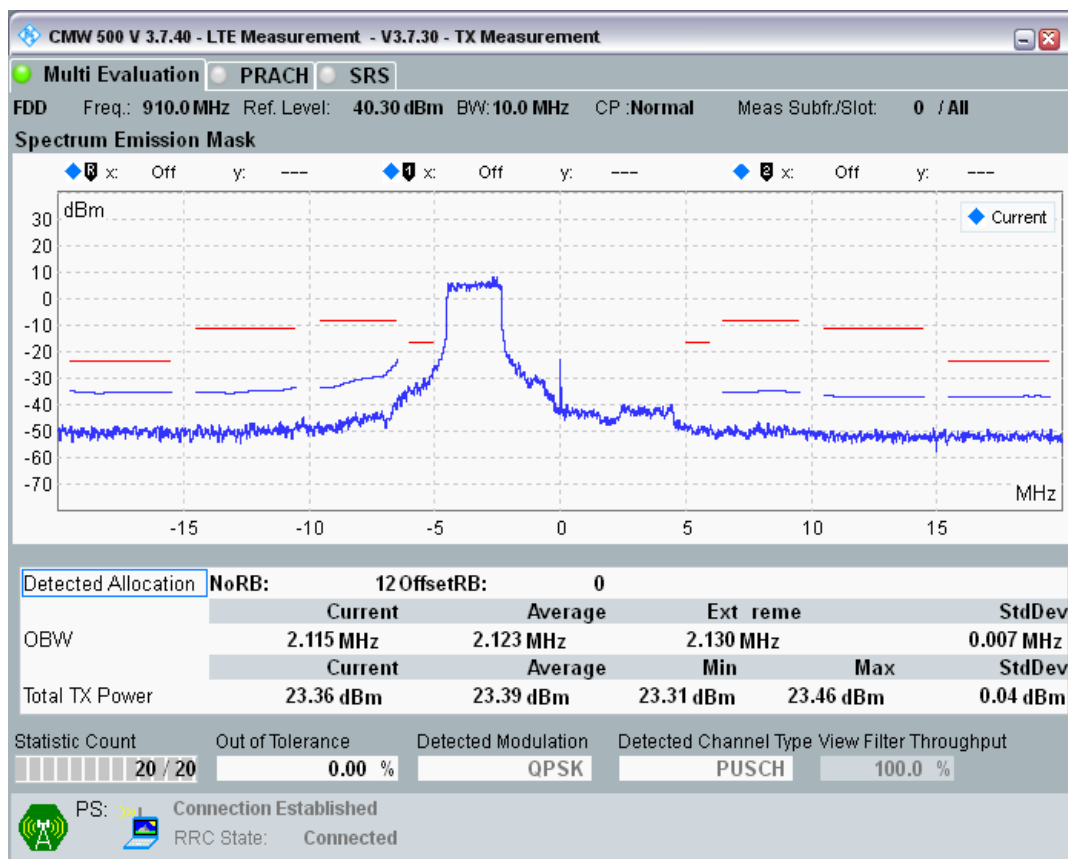 CMW 500 V 3.7.40 - LTE Measurement - V3.7.30 - TX Measurement
Multi Evaluation PRACH SRS
FDD Freq.: 910.0 MHz Ref. Level: 40.30 dBm BW: 10.0 MHz CP :Normal Meas Subfr./Slot: 0 / All
Spectrum Emission Mask
R x: Off y: --- 1 x: Off y: --- 2 x: Off y: ---
dBm
Current
30
20
10
0
-10
-20
-30
-40
-50
-60
-70
MHz
-15 -10 -5 0 5 10 15
Detected Allocation NoRB: 12 OffsetRB: 0
Current Average Ext reme StdDev
OBW 2.115 MHz 2.123 MHz 2.130 MHz 0.007 MHz
Current Average Min Max StdDev
Total TX Power 23.36 dBm 23.39 dBm 23.31 dBm 23.46 dBm 0.04 dBm
Statistic Count Out of Tolerance Detected Modulation Detected Channel Type View Filter Throughput
20 / 20 0.00 % QPSK PUSCH 100.0 %
PS: Connection Established
RRC State: Connected